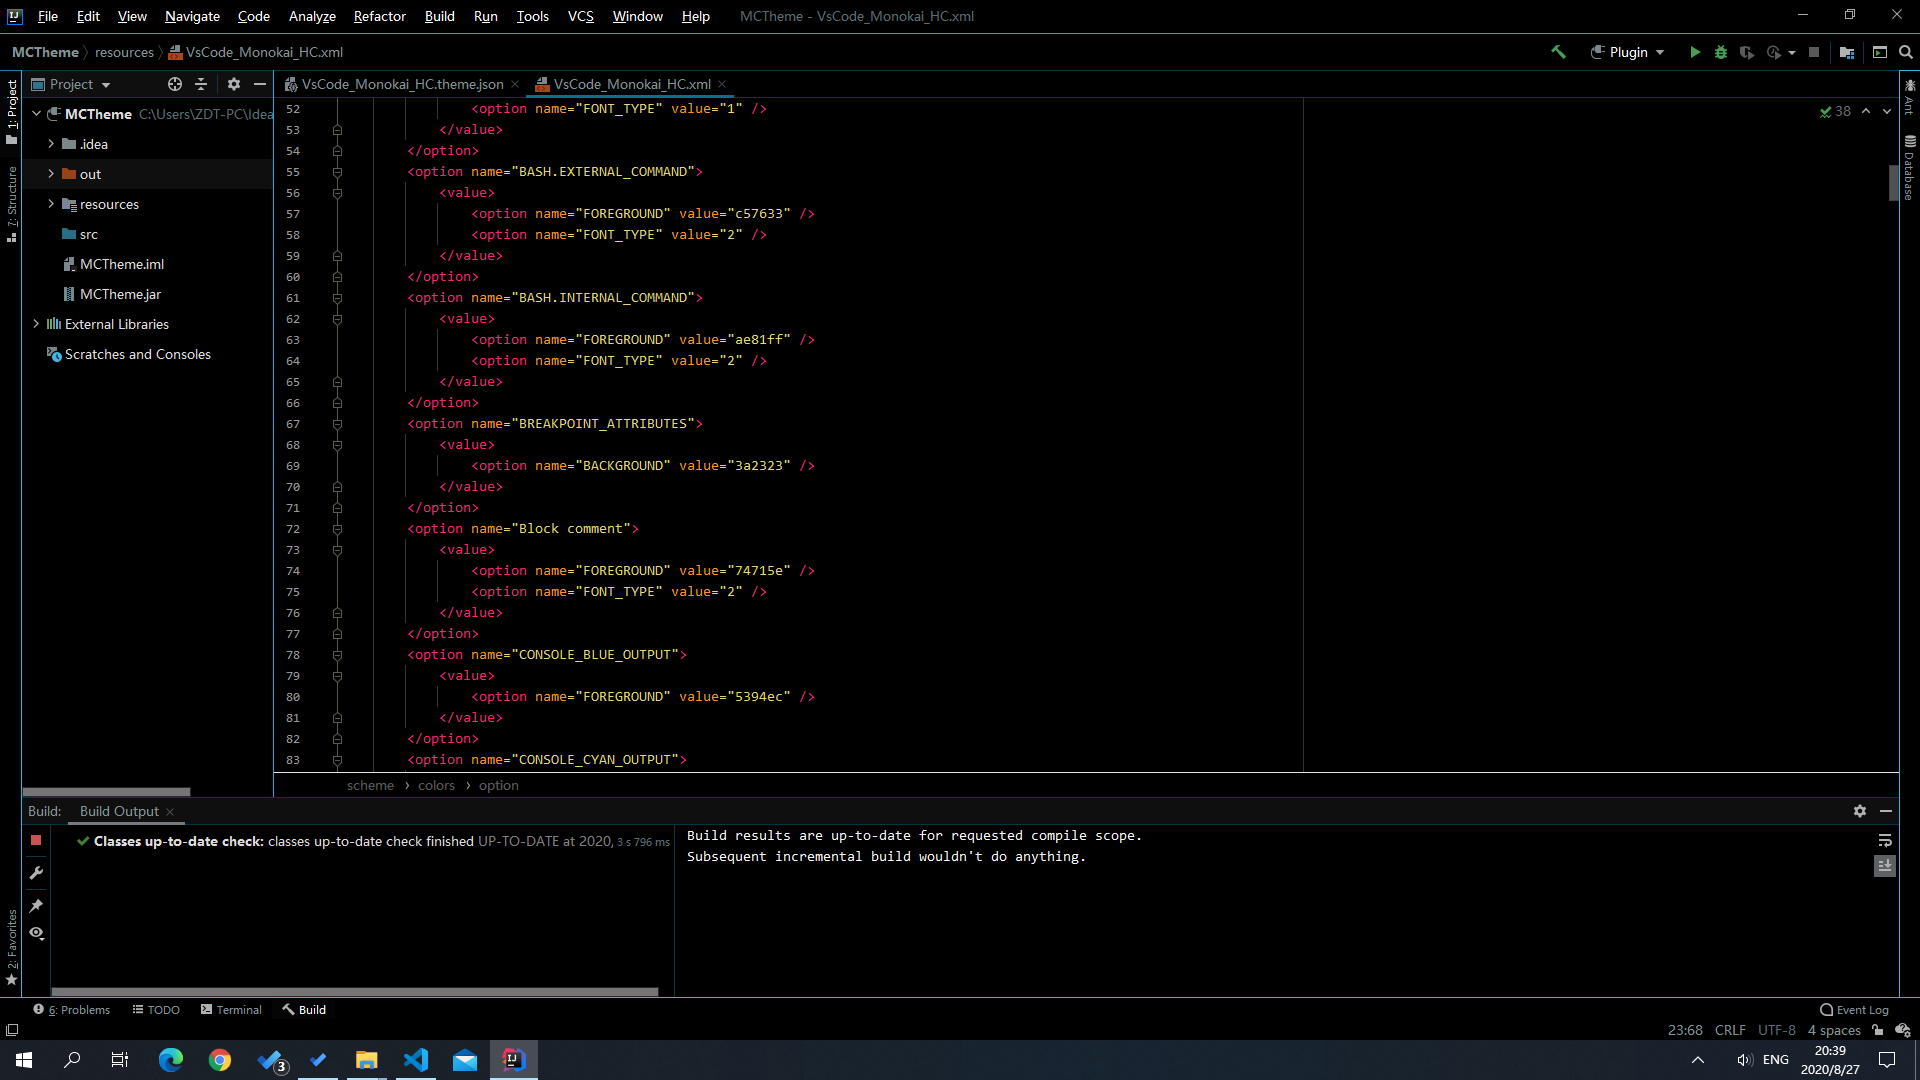 File Edit View Navigate Code Analyze Refactor Build Run Tools VCS Window Help MCTheme - VsCode_Monokai_HC.xml
MCTheme resources VsCode_Monokai_HC.xml Plugin
1: Project
7: Structure
2: Favorites
Project
MCTheme C:\Users\ZDT-PC\Idea
.idea
out
resources
src
MCTheme.iml
MCTheme.jar
External Libraries
Scratches and Consoles
VsCode_Monokai_HC.theme.json VsCode_Monokai_HC.xml
38
52 <option name="FONT_TYPE" value="1" />
53 </value>
54 </option>
55 <option name="BASH.EXTERNAL_COMMAND">
56 <value>
57 <option name="FOREGROUND" value="c57633" />
58 <option name="FONT_TYPE" value="2" />
59 </value>
60 </option>
61 <option name="BASH.INTERNAL_COMMAND">
62 <value>
63 <option name="FOREGROUND" value="ae81ff" />
64 <option name="FONT_TYPE" value="2" />
65 </value>
66 </option>
67 <option name="BREAKPOINT_ATTRIBUTES">
68 <value>
69 <option name="BACKGROUND" value="3a2323" />
70 </value>
71 </option>
72 <option name="Block comment">
73 <value>
74 <option name="FOREGROUND" value="74715e" />
75 <option name="FONT_TYPE" value="2" />
76 </value>
77 </option>
78 <option name="CONSOLE_BLUE_OUTPUT">
79 <value>
80 <option name="FOREGROUND" value="5394ec" />
81 </value>
82 </option>
83 <option name="CONSOLE_CYAN_OUTPUT">
scheme colors option
Ant
Database
Build: Build Output
Classes up-to-date check: classes up-to-date check finished UP-TO-DATE at 2020, 3 s 796 ms
Build results are up-to-date for requested compile scope.
Subsequent incremental build wouldn't do anything.
6: Problems TODO Terminal Build Event Log
23:68 CRLF UTF-8 4 spaces
3
ENG
20:39
2020/8/27